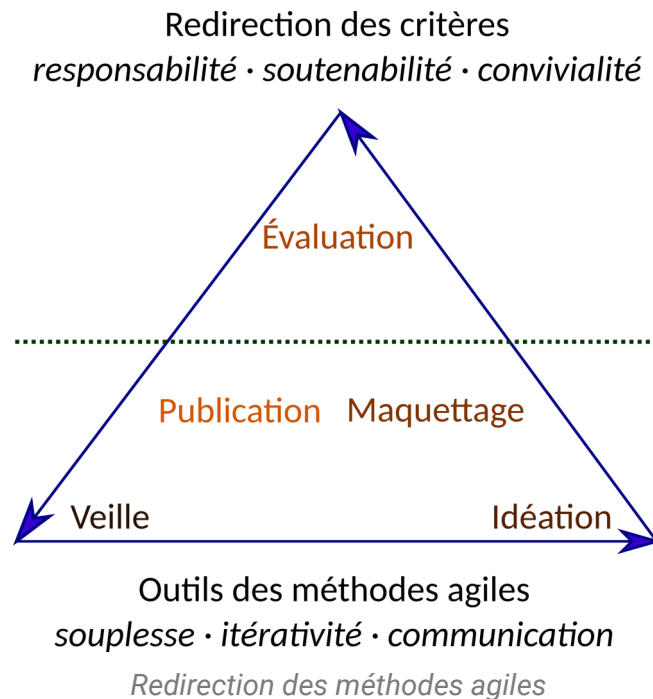 Redirection des critères
responsabilité · soutenabilité · convivialité
Évaluation
Publication Maquettage
Veille Idéation
Outils des méthodes agiles
souplesse · itérativité · communication
Redirection des méthodes agiles